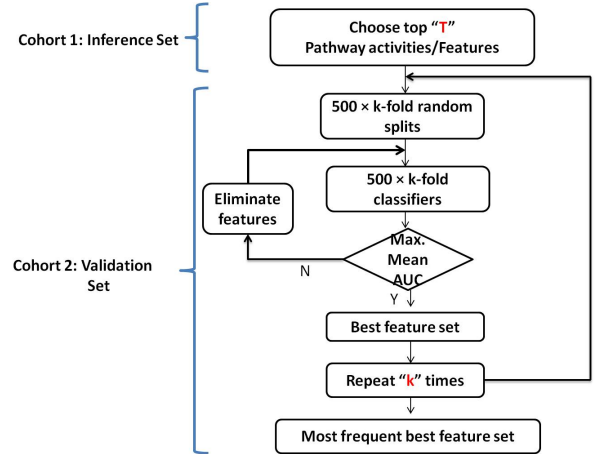 Cohort 1: Inference Set
Choose top “T”
Pathway activities/Features
500 × k-fold random
splits
500 × k-fold
classifiers
Eliminate
features
Max.
Mean
AUC
N
Y
Cohort 2: Validation
Set
Best feature set
Repeat “k” times
Most frequent best feature set